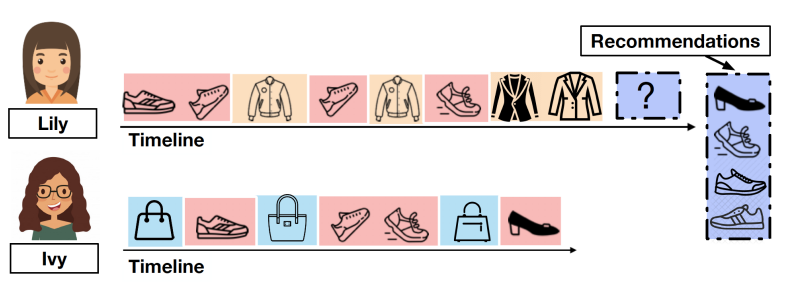 Recommendations
Lily
?
Timeline
Ivy
Timeline